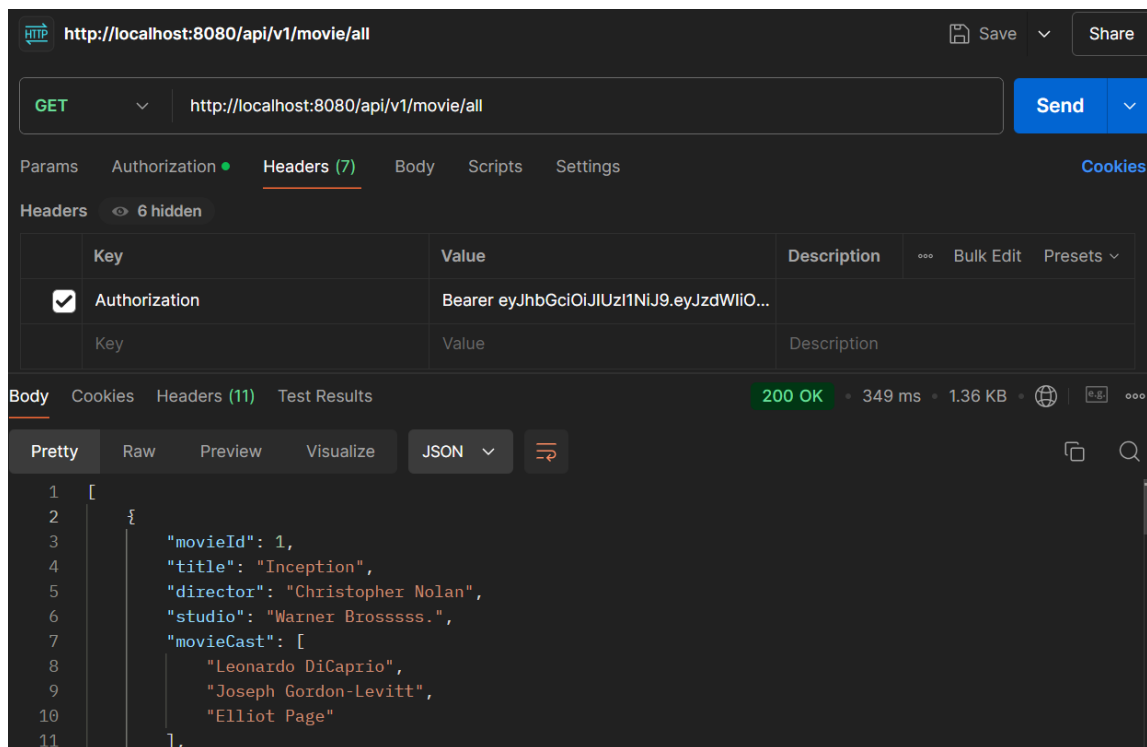 HTTP http://localhost:8080/api/v1/movie/all Save Share
GET http://localhost:8080/api/v1/movie/all Send
Params Authorization Headers (7) Body Scripts Settings Cookies
Headers 6 hidden
Key Value Description Bulk Edit Presets
Authorization Bearer eyJhbGciOiJIUzI1NiJ9.eyJzdWIiO...
Key Value Description
Body Cookies Headers (11) Test Results 200 OK 349 ms 1.36 KB e.g.
Pretty Raw Preview Visualize JSON
1 [
2 {
3 "movieId": 1,
4 "title": "Inception",
5 "director": "Christopher Nolan",
6 "studio": "Warner Brosssss.",
7 "movieCast": [
8 "Leonardo DiCaprio",
9 "Joseph Gordon-Levitt",
10 "Elliot Page"
11 ],